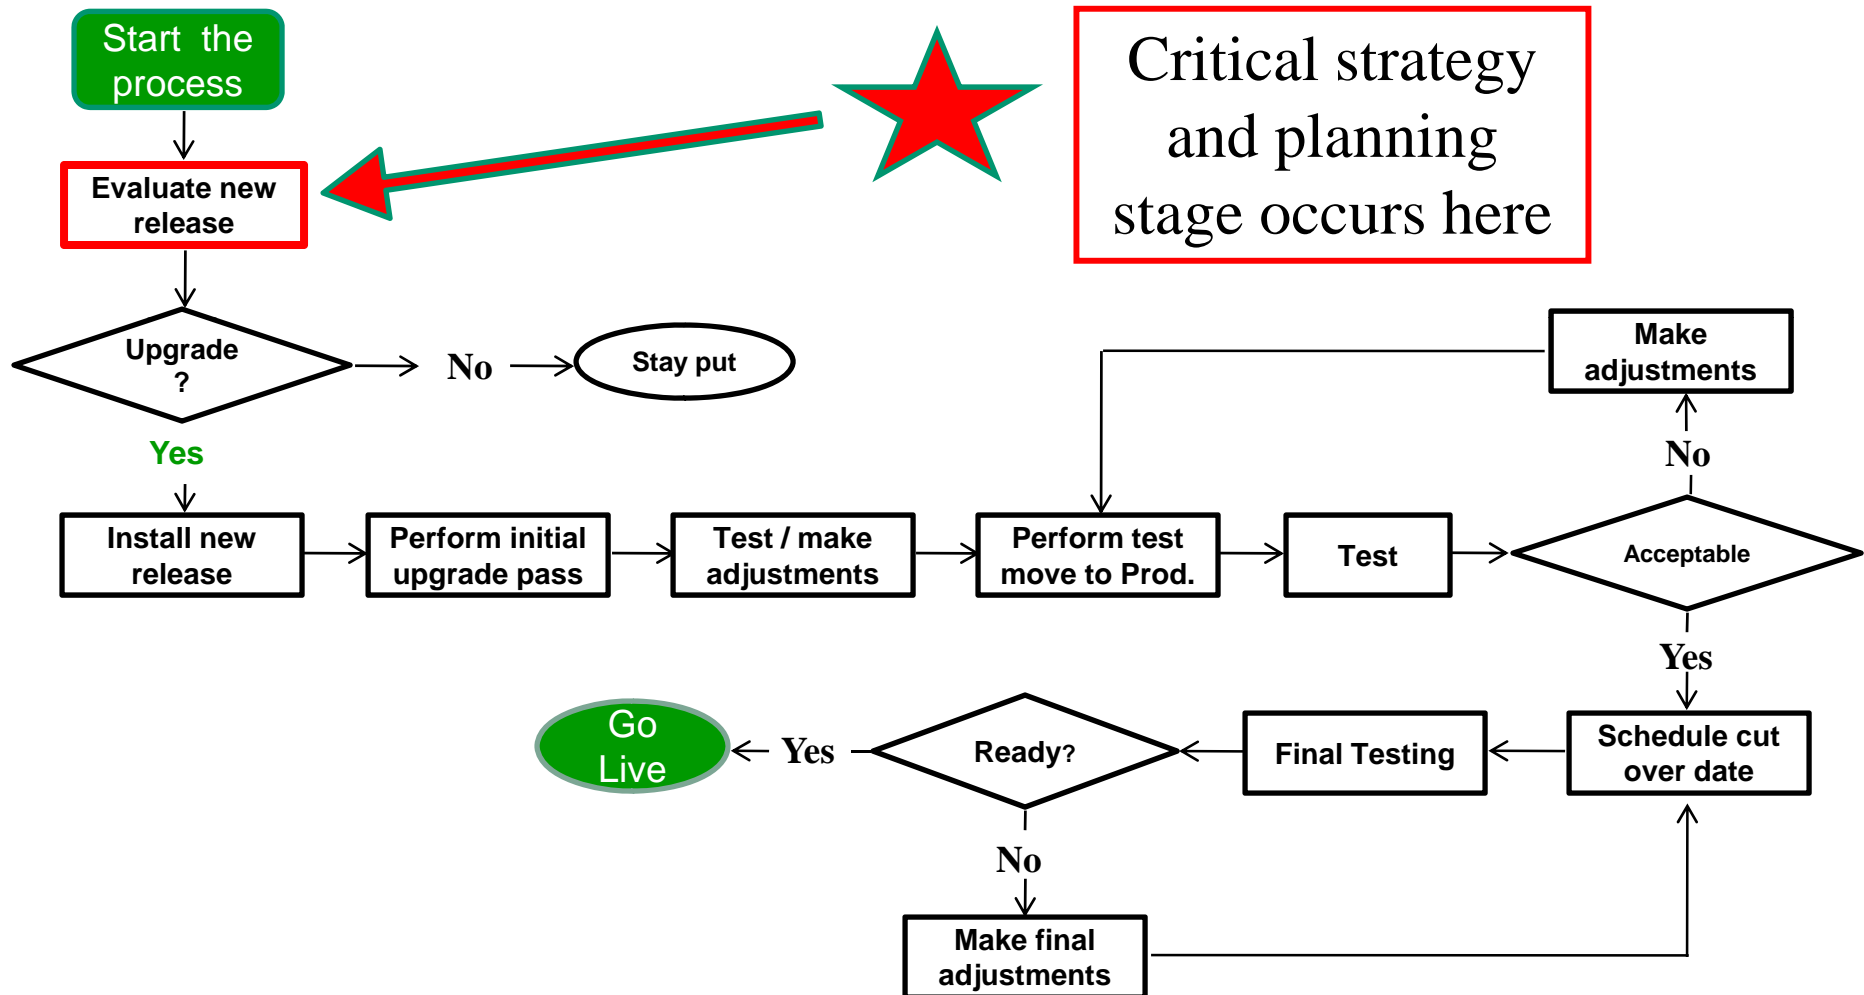 Start the
process
Critical strategy
and planning
stage occurs here
Evaluate new
release
Upgrade
?
No
Stay put
Make
adjustments
Yes
No
Install new
release
Perform initial
upgrade pass
Test / make
adjustments
Perform test
move to Prod.
Test
Acceptable
Yes
Go
Live
Yes
Ready?
Final Testing
Schedule cut
over date
No
Make final
adjustments